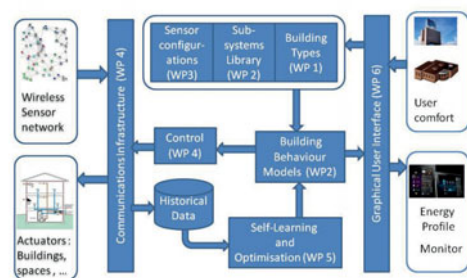 Wireless
Sensor
network
Actuators:
Buildings,
spaces, ...
Communications Infrastructure (WP 4)
Sensor
configur-
ations
(WP3)
Sub-
systems
Library
(WP 2)
Building
Types
(WP 1)
Control
(WP 4)
Building
Behaviour
Models (WP2)
Historical
Data
Self-Learning
and
Optimisation
(WP 5)
Graphical User Interface (WP 6)
User
comfort
Energy
Profile
Monitor